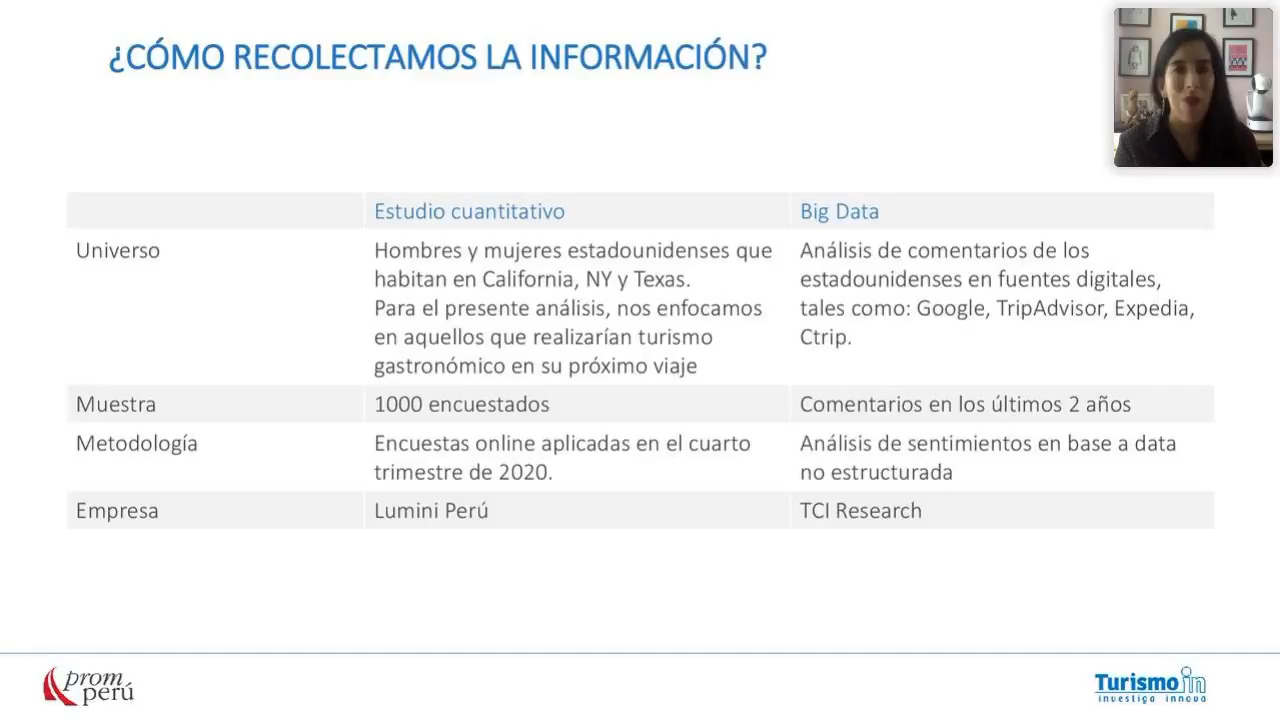 ¿CÓMO RECOLECTAMOS LA INFORMACIÓN?
Estudio cuantitativo
Big Data
Universo
Hombres y mujeres estadounidenses que
habitan en California, NY y Texas.
Para el presente análisis, nos enfocamos
en aquellos que realizarían turismo
gastronómico en su próximo viaje
Análisis de comentarios de los
estadounidenses en fuentes digitales,
tales como: Google, TripAdvisor, Expedia,
Ctrip.
Muestra
1000 encuestados
Comentarios en los últimos 2 años
Metodología
Encuestas online aplicadas en el cuarto
trimestre de 2020.
Análisis de sentimientos en base a data
no estructurada
Empresa
Lumini Perú
TCI Research
prom
perú
Turismo in
investiga innova